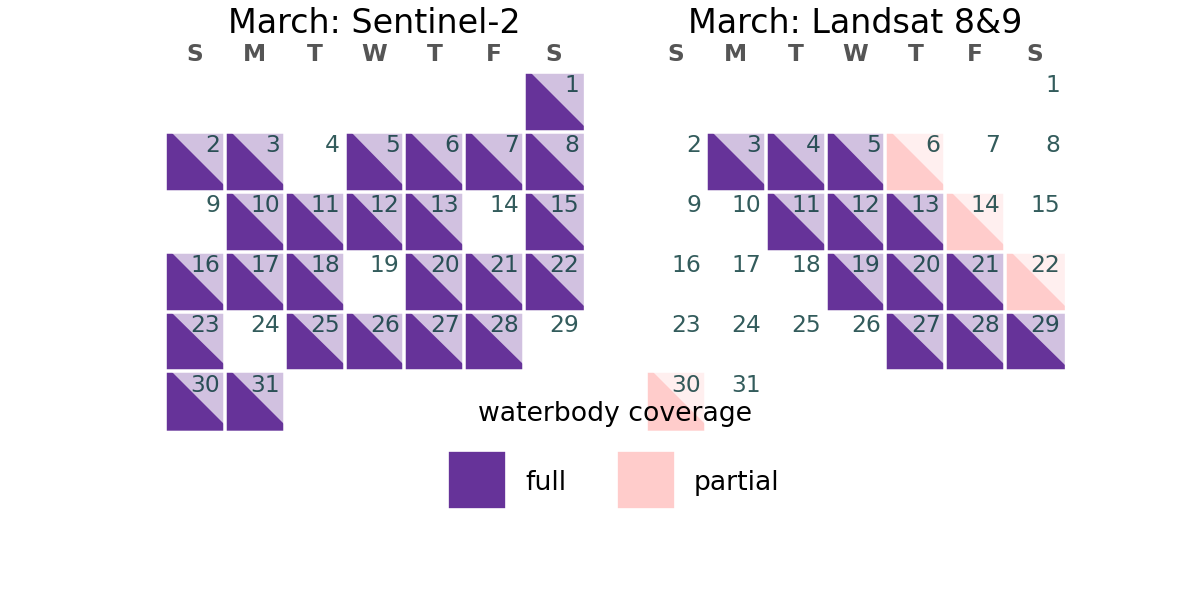 March: Sentinel-2
S M T W T F S
1
2 3 4 5 6 7 8
9 10 11 12 13 14 15
16 17 18 19 20 21 22
23 24 25 26 27 28 29
30 31
March: Landsat 8&9
S M T W T F S
1
2 3 4 5 6 7 8
9 10 11 12 13 14 15
16 17 18 19 20 21 22
23 24 25 26 27 28 29
30 31
waterbody coverage
full partial